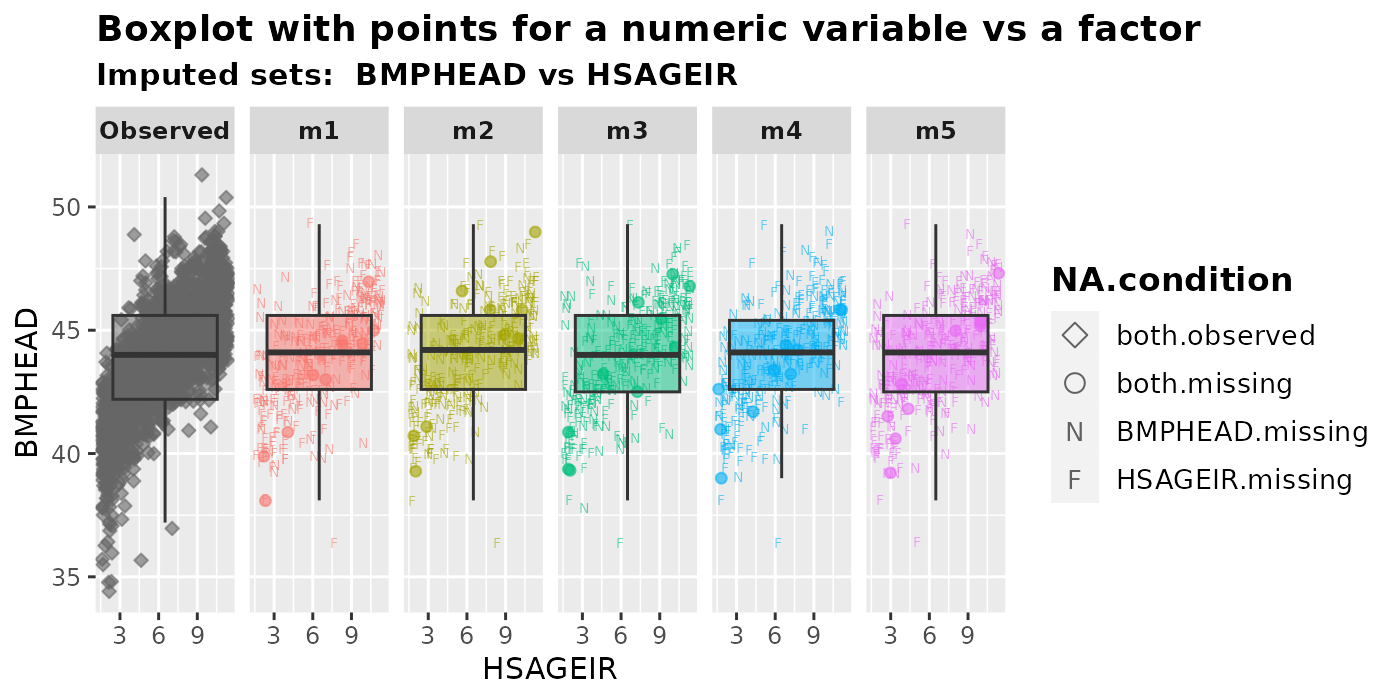 Boxplot with points for a numeric variable vs a factor
Imputed sets:  BMPHEAD vs HSAGEIR
Observed m1 m2 m3 m4 m5
BMPHEAD
50
45
40
35
3 6 9 3 6 9 3 6 9 3 6 9 3 6 9 3 6 9
HSAGEIR
NA.condition
both.observed
both.missing
N BMPHEAD.missing
F HSAGEIR.missing